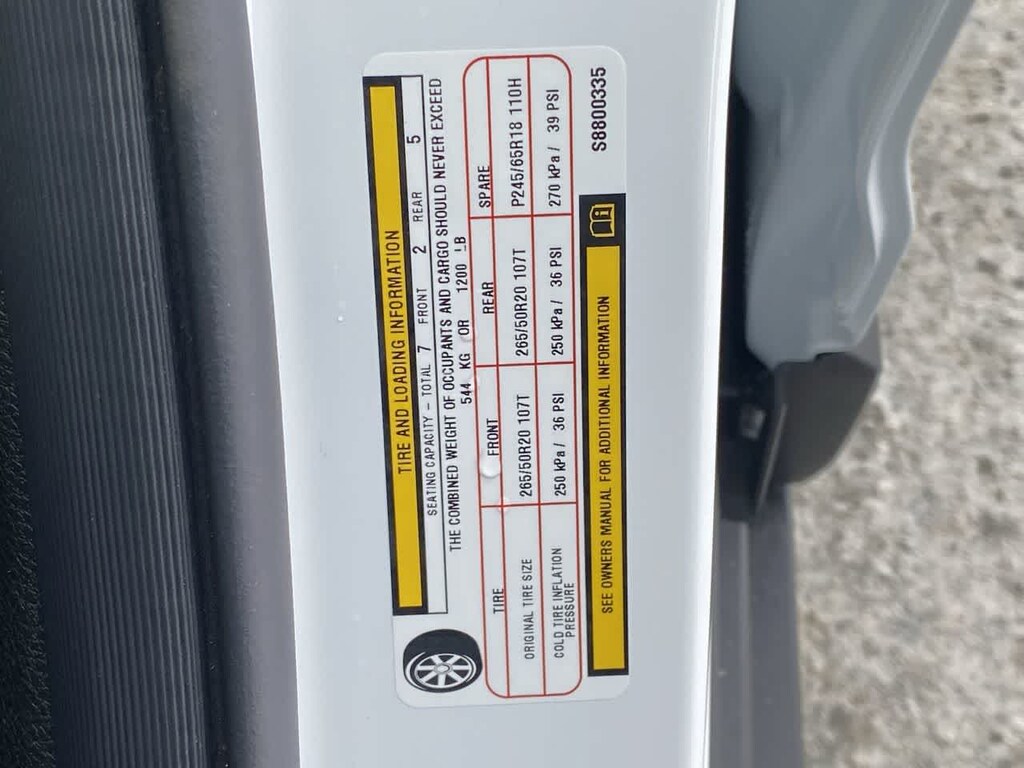 TIRE AND LOADING INFORMATION
SEATING CAPACITY - TOTAL 7 FRONT 2 REAR 5
THE COMBINED WEIGHT OF OCCUPANTS AND CARGO SHOULD NEVER EXCEED
544 KG OR 1200 LB
TIRE FRONT REAR SPARE
ORIGINAL TIRE SIZE 265/50R20 107T 265/50R20 107T P245/65R18 110H
COLD TIRE INFLATION PRESSURE 250 kPa / 36 PSI 250 kPa / 36 PSI 270 kPa / 39 PSI
SEE OWNERS MANUAL FOR ADDITIONAL INFORMATION
S8800335